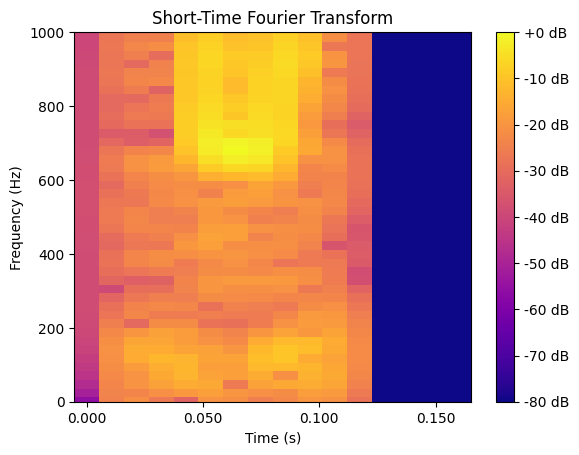 Short-Time Fourier Transform
Frequency (Hz)
1000
800
600
400
200
0
0.000
0.050
0.100
0.150
Time (s)
+0 dB
-10 dB
-20 dB
-30 dB
-40 dB
-50 dB
-60 dB
-70 dB
-80 dB